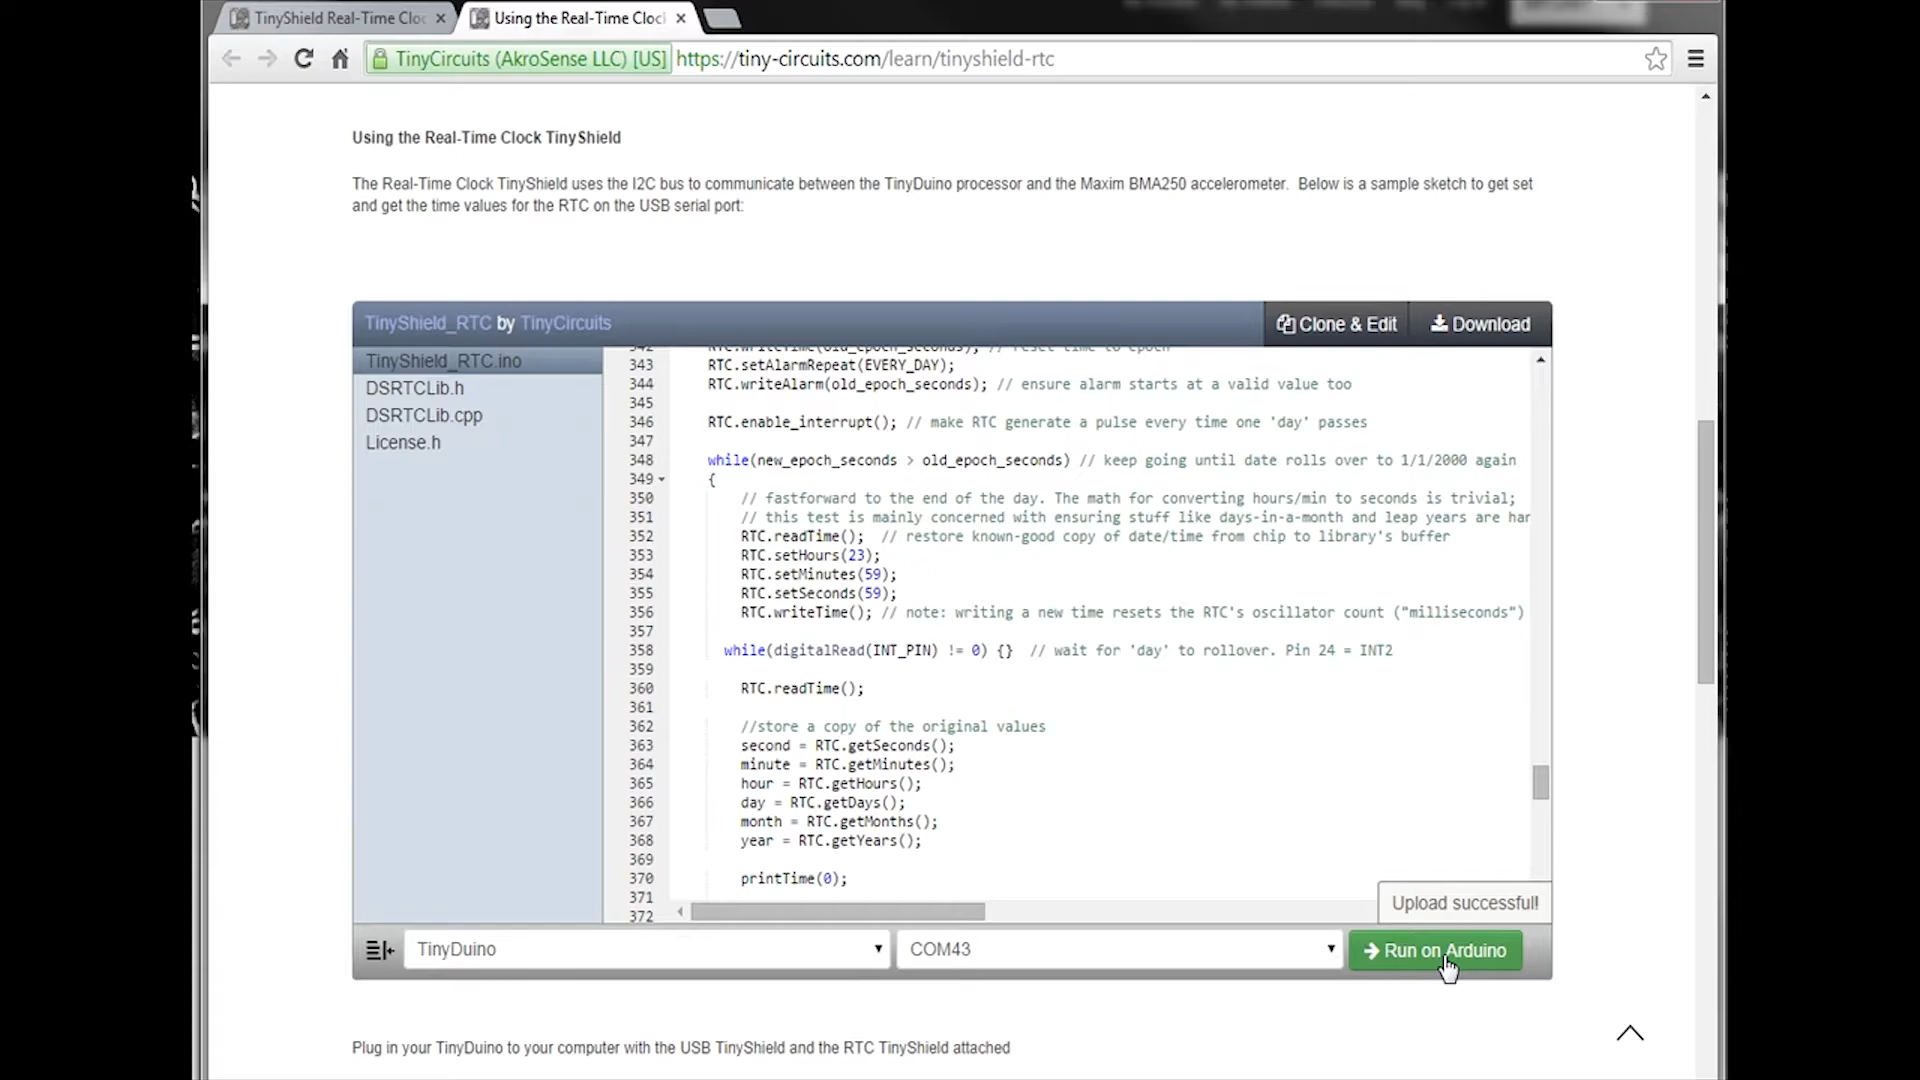 TinyShield Real-Time Cloc
Using the Real-Time Cloc
TinyCircuits (AkroSense LLC) [US]
https://tiny-circuits.com/learn/tinyshield-rtc
Using the Real-Time Clock TinyShield
The Real-Time Clock TinyShield uses the I2C bus to communicate between the TinyDuino processor and the Maxim BMA250 accelerometer. Below is a sample sketch to get set
and get the time values for the RTC on the USB serial port:
TinyShield_RTC by TinyCircuits
Clone & Edit
Download
TinyShield_RTC.ino
DSRTCLib.h
DSRTCLib.cpp
License.h
342 RTC.writeTime(old_epoch_seconds); // reset time to epoch
343 RTC.setAlarmRepeat(EVERY_DAY);
344 RTC.writeAlarm(old_epoch_seconds); // ensure alarm starts at a valid value too
345
346 RTC.enable_interrupt(); // make RTC generate a pulse every time one 'day' passes
347
348 while(new_epoch_seconds > old_epoch_seconds) // keep going until date rolls over to 1/1/2000 again
349 {
350 // fastforward to the end of the day. The math for converting hours/min to seconds is trivial;
351 // this test is mainly concerned with ensuring stuff like days-in-a-month and leap years are har
352 RTC.readTime(); // restore known-good copy of date/time from chip to library's buffer
353 RTC.setHours(23);
354 RTC.setMinutes(59);
355 RTC.setSeconds(59);
356 RTC.writeTime(); // note: writing a new time resets the RTC's oscillator count ("milliseconds")
357
358 while(digitalRead(INT_PIN) != 0) {} // wait for 'day' to rollover. Pin 24 = INT2
359
360 RTC.readTime();
361
362 //store a copy of the original values
363 second = RTC.getSeconds();
364 minute = RTC.getMinutes();
365 hour = RTC.getHours();
366 day = RTC.getDays();
367 month = RTC.getMonths();
368 year = RTC.getYears();
369
370 printTime(0);
371
372
Upload successful!
TinyDuino
COM43
Run on Arduino
Plug in your TinyDuino to your computer with the USB TinyShield and the RTC TinyShield attached